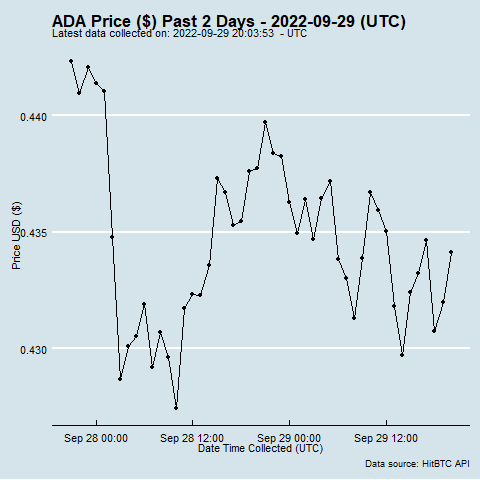 ADA Price ($) Past 2 Days - 2022-09-29 (UTC)
Latest data collected on: 2022-09-29 20:03:53  - UTC
0.440
0.435
0.430
Price USD ($)
Sep 28 00:00 Sep 28 12:00 Sep 29 00:00 Sep 29 12:00
Date Time Collected (UTC)
Data source: HitBTC API